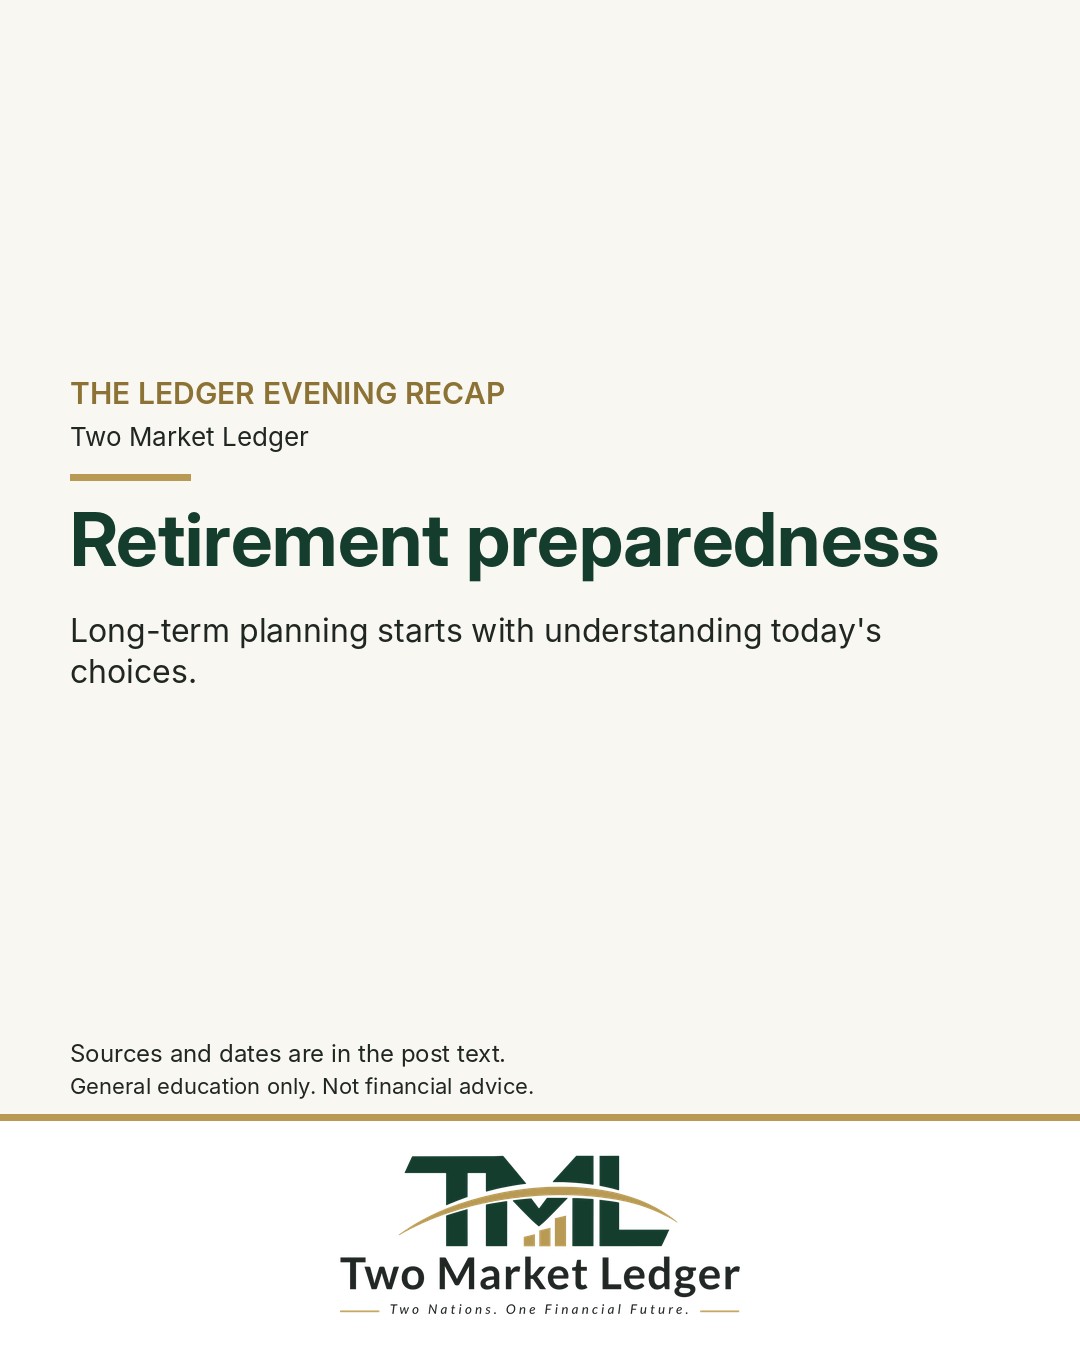 THE LEDGER EVENING RECAP
Two Market Ledger
Retirement preparedness
Long-term planning starts with understanding today's
choices.
Sources and dates are in the post text.
General education only. Not financial advice.
TML
Two Market Ledger
Two Nations. One Financial Future.